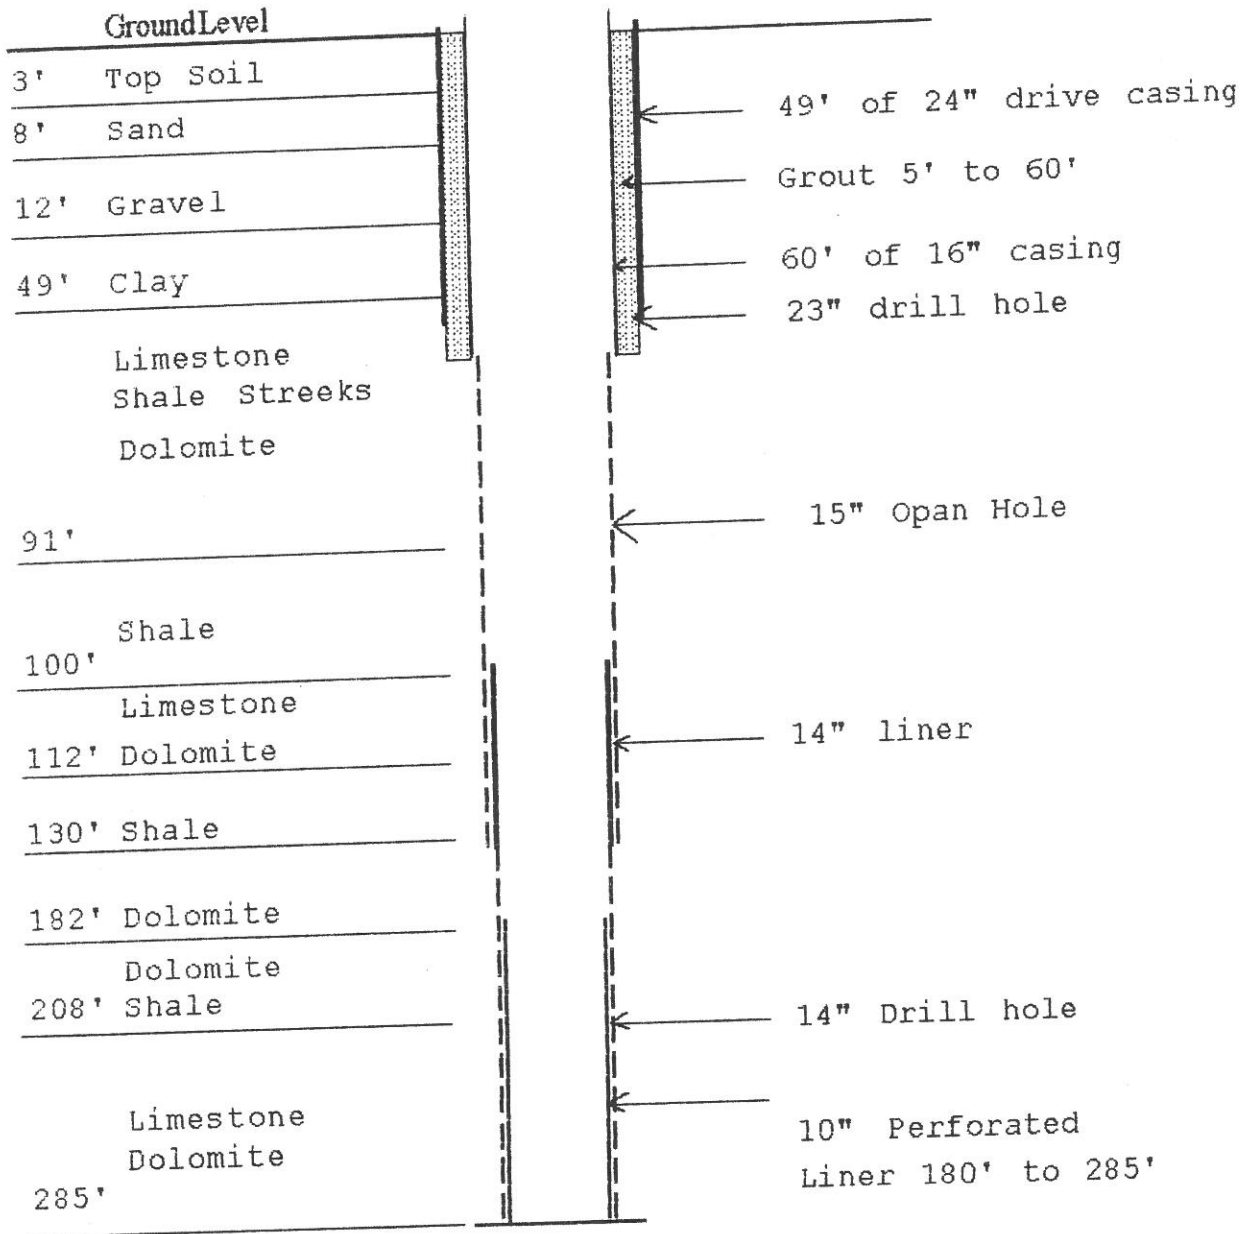 GroundLevel
3' Top Soil
8' Sand
12' Gravel
49' Clay
Limestone
Shale Streeks
Dolomite
91'
Shale
100'
Limestone
112' Dolomite
130' Shale
182' Dolomite
Dolomite
208' Shale
Limestone
Dolomite
285'
49' of 24" drive casing
Grout 5' to 60'
60' of 16" casing
23" drill hole
15" Opan Hole
14" liner
14" Drill hole
10" Perforated
Liner 180' to 285'